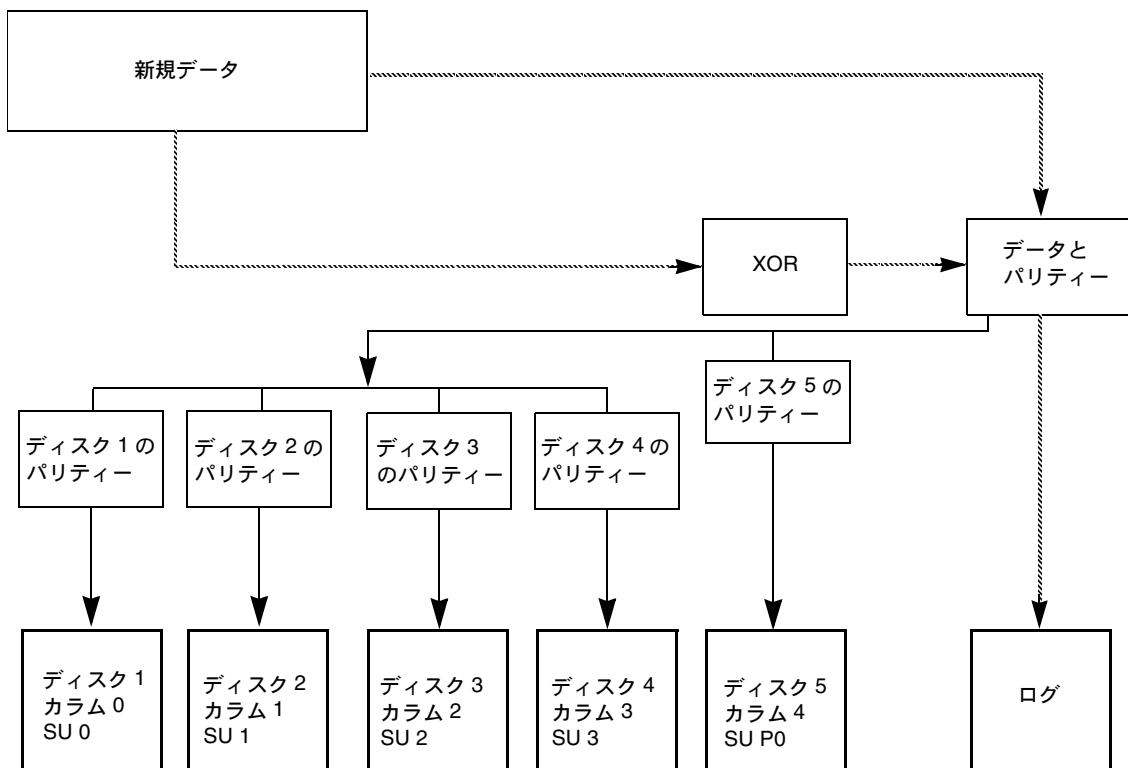 新規データ
XOR
データと
パリティー
ディスク 5 の
パリティー
ディスク 1 の
パリティー
ディスク 2 の
パリティー
ディスク 3
のパリティー
ディスク 4 の
パリティー
ディスク 1
カラム 0
SU 0
ディスク 2
カラム 1
SU 1
ディスク 3
カラム 2
SU 2
ディスク 4
カラム 3
SU 3
ディスク 5
カラム 4
SU P0
ログ